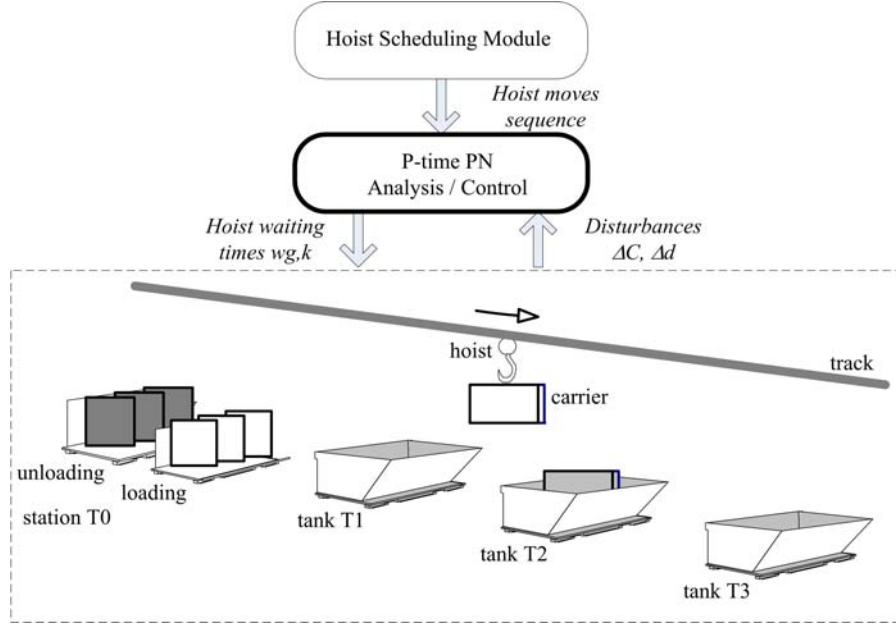 Hoist Scheduling Module
Hoist moves
sequence
P-time PN
Analysis / Control
Hoist waiting
times wg,k
Disturbances
ΔC, Δd
hoist
track
carrier
unloading
loading
station T0
tank T1
tank T2
tank T3